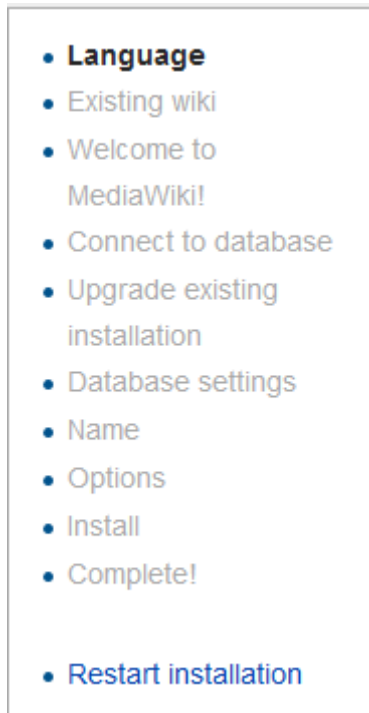 Language
Existing wiki
Welcome to
MediaWiki!
Connect to database
Upgrade existing
installation
Database settings
Name
Options
Install
Complete!
Restart installation